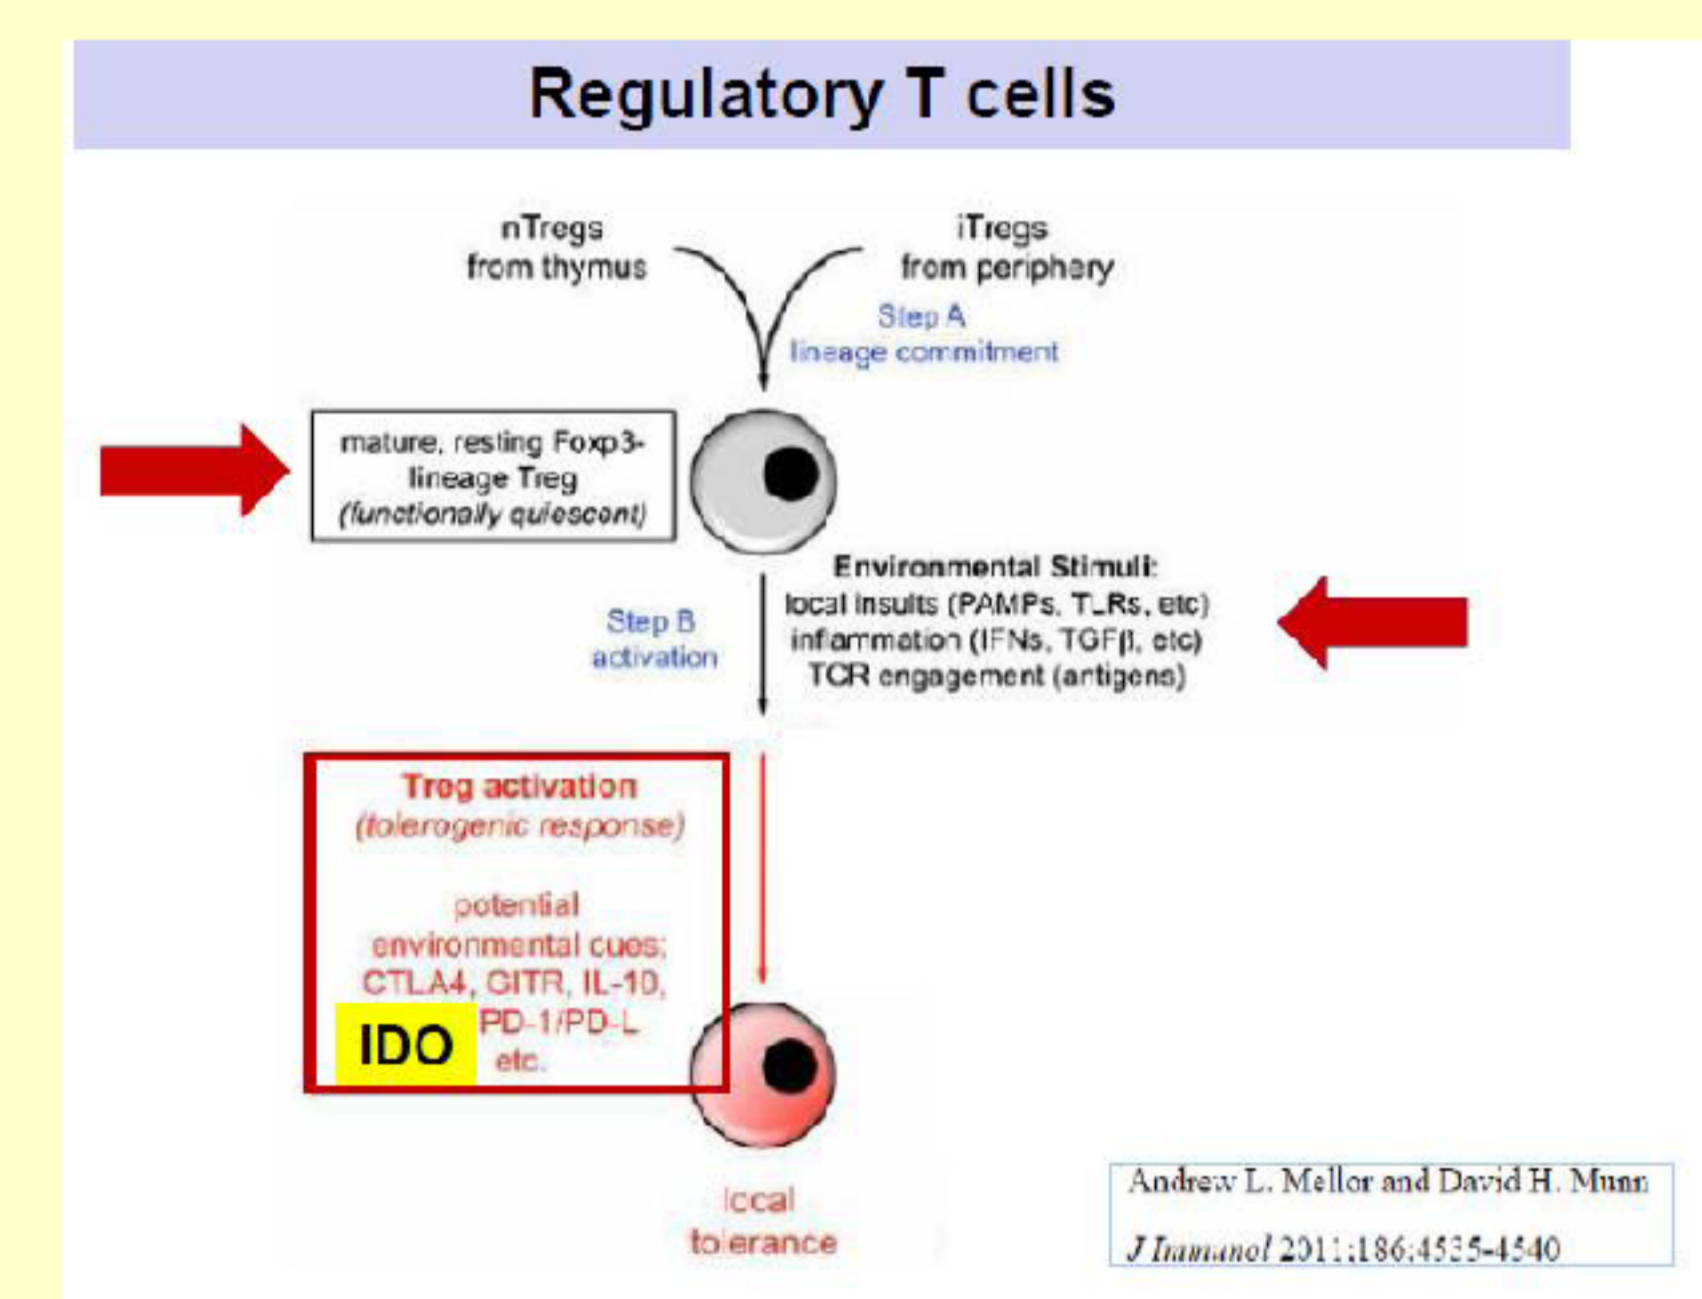 Regulatory T cells
nTregs
from thymus
iTregs
from periphery
Step A
lineage commitment
mature, resting Foxp3-
lineage Treg
(functionally quiescent)
Environmental Stimuli:
local insults (PAMPs, TLRs, etc)
inflammation (IFNs, TGFβ, etc)
TCR engagement (antigens)
Step B
activation
Treg activation
(tolerogenic response)
potential
environmental cues;
CTLA4, GITR, IL-10,
IDO PD-1/PD-L
etc.
local
tolerance
Andrew L. Mellor and David H. Munn
J Immunol 2011;186:4535-4540